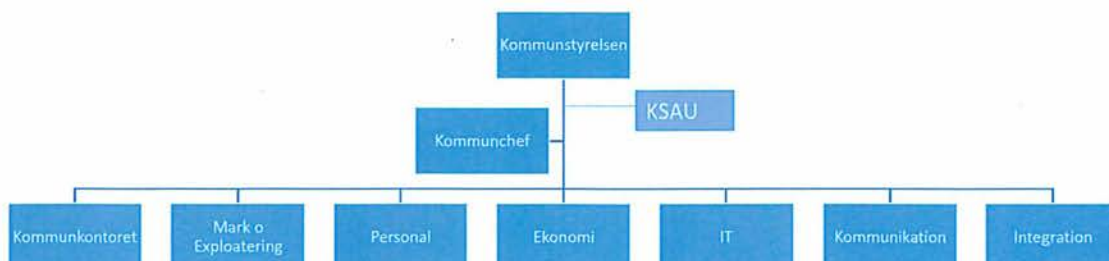 Kommunstyrelsen
KSAU
Kommunchef
Kommunkontoret
Mark o
Exploatering
Personal
Ekonomi
IT
Kommunikation
Integration